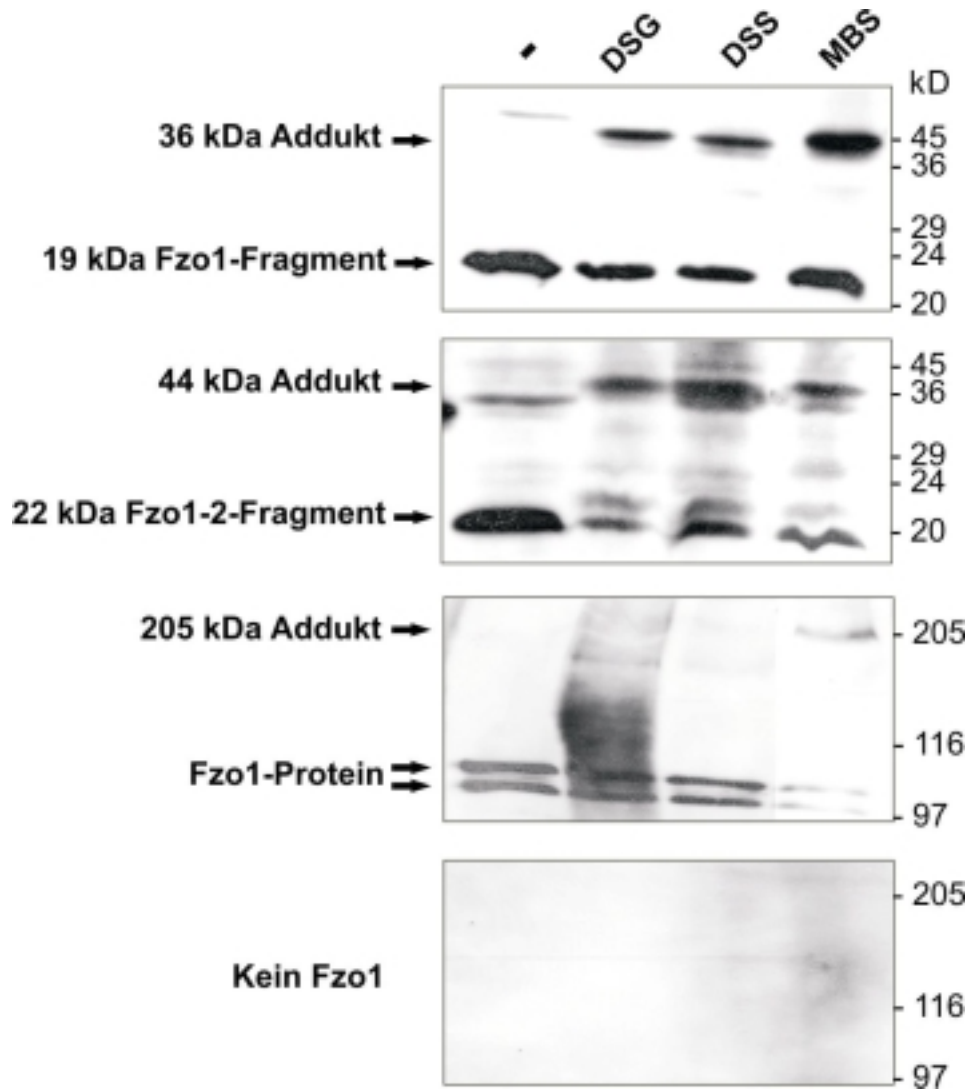 - DSG DSS MBS
kD
36 kDa Addukt
45
36
29
19 kDa Fzo1-Fragment
24
20
44 kDa Addukt
45
36
29
24
22 kDa Fzo1-2-Fragment
20
205 kDa Addukt
205
116
Fzo1-Protein
97
205
Kein Fzo1
116
97